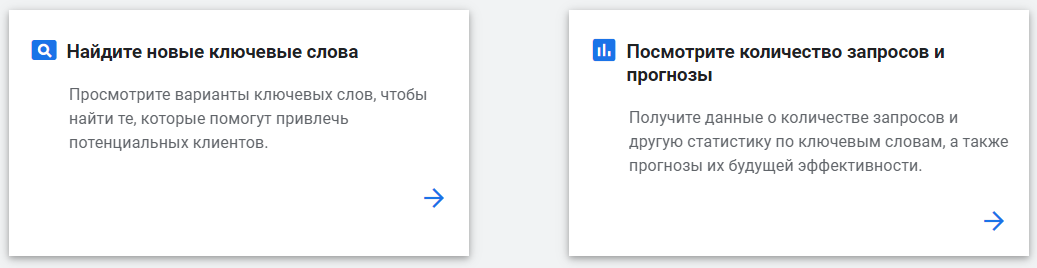 Найдите новые ключевые слова
Просмотрите варианты ключевых слов, чтобы
найти те, которые помогут привлечь
потенциальных клиентов.
Посмотрите количество запросов и
прогнозы
Получите данные о количестве запросов и
другую статистику по ключевым словам, а также
прогнозы их будущей эффективности.